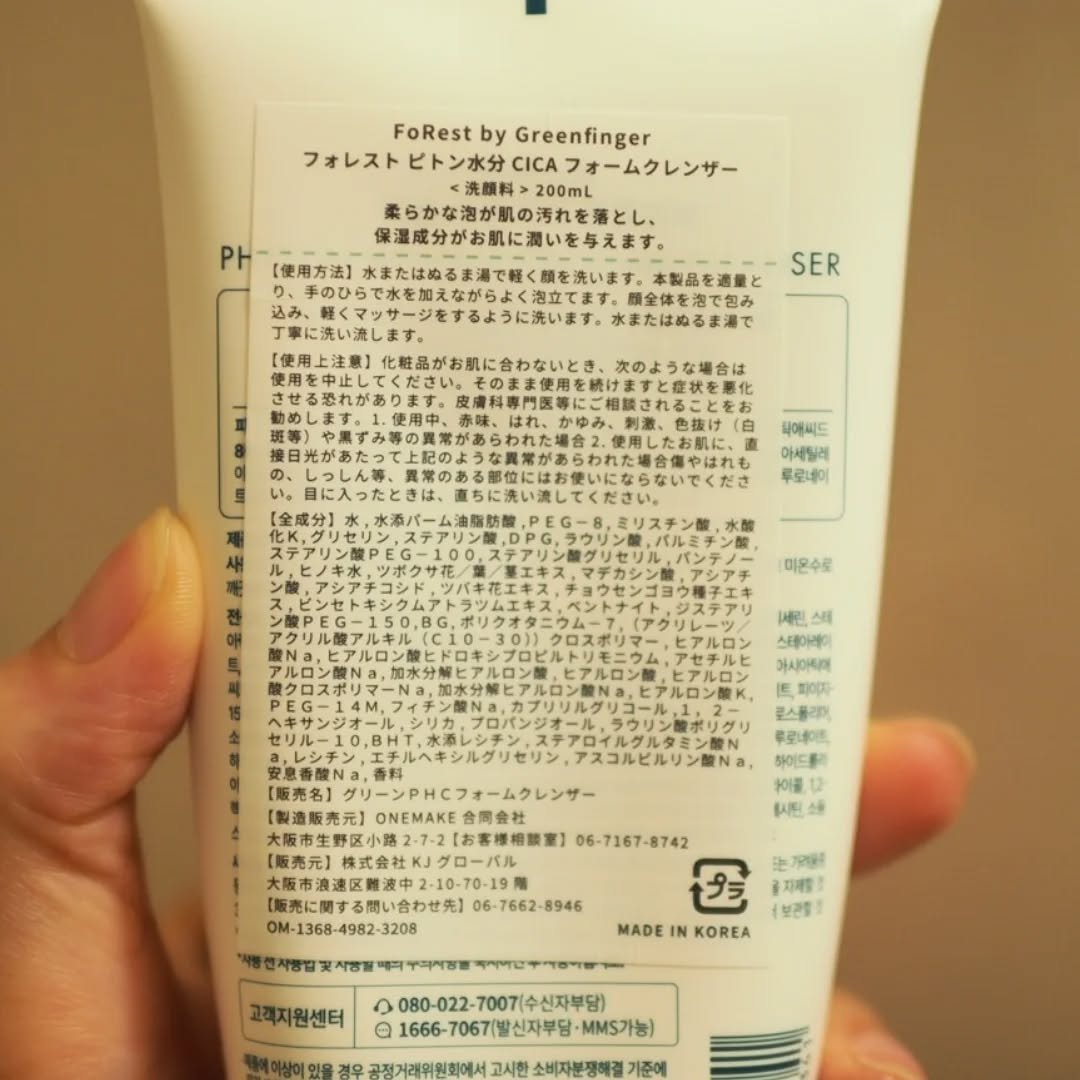 FoRest by Greenfinger
フォレスト ピトン水分 CICA フォームクレンザー
< 洗顔料 > 200mL
柔らかな泡が肌の汚れを落とし、
保湿成分がお肌に潤いを与えます。
PH
SER
【使用方法】水またはぬるま湯で軽く顔を洗います。本製品を適量と
り、手のひらで水を加えながらよく泡立てます。顔全体を泡で包み
込み、軽くマッサージをするように洗います。水またはぬるま湯で
丁寧に洗い流します。
【使用上注意】化粧品がお肌に合わないとき、次のような場合は
使用を中止してください。そのまま使用を続けますと症状を悪化
させる恐れがあります。皮膚科専門医等にご相談されることをお
勧めします。1. 使用中、赤味、はれ、かゆみ、刺激、色抜け（白
斑等）や黒ずみ等の異常があらわれた場合 2. 使用したお肌に、直
接日光があたって上記のような異常があらわれた場合傷やはれも
の、しっしん等、異常のある部位にはお使いにならないでくださ
い。目に入ったときは、直ちに洗い流してください。
【全成分】水 , 水添パーム油脂肪酸 , ＰＥＧ－８, ミリスチン酸 , 水酸
化Ｋ, グリセリン , ステアリン酸 , ＤＰＧ, ラウリン酸 , パルミチン酸 ,
ステアリン酸ＰＥＧ－１００, ステアリン酸グリセリル , パンテノー
ル , ヒノキ水 , ツボクサ花／葉／茎エキス , マデカシン酸 , アシアチ
ン酸 , アシアチコシド , ツバキ花エキス , チョウセンゴヨウ種子エキ
ス , ビンセトキシクムアトラツムエキス , ベントナイト , ジステアリ
ン酸ＰＥＧ－１５０, ＢＧ, ポリクオタニウム－７, （アクリレーツ／
アクリル酸アルキル（Ｃ１０－３０））クロスポリマー , ヒアルロン
酸Ｎａ, ヒアルロン酸ヒドロキシプロピルトリモニウム , アセチルヒ
アルロン酸Ｎａ, 加水分解ヒアルロン酸 , ヒアルロン酸 , ヒアルロン
酸クロスポリマーＮａ, 加水分解ヒアルロン酸Ｎａ, ヒアルロン酸Ｋ,
ＰＥＧ－１４Ｍ, フィチン酸Ｎａ, カプリリルグリコール , １，２－
ヘキサンジオール , シリカ , プロパンジオール , ラウリン酸ポリグリ
セリル－１０, ＢＨＴ, 水添レシチン , ステアロイルグルタミン酸Ｎ
ａ, レシチン , エチルヘキシルグリセリン , アスコルビルリン酸Ｎａ,
安息香酸Ｎａ, 香料
【販売名】グリーンＰＨＣフォームクレンザー
【製造販売元】ONEMAKE 合同会社
大阪市生野区小路 2-7-2【お客様相談室】06-7167-8742
【販売元】株式会社 KJ グローバル
大阪市浪速区難波中 2-10-70-19 階
【販売に関する問い合わせ先】06-7662-8946
OM-1368-4982-3208
プラ
MADE IN KOREA
고객지원센터
080-022-7007(수신자부담)
1666-7067(발신자부담·MMS가능)
이상이 있을 경우 공정거래위원회에서 고시한 소비자분쟁해결 기준에